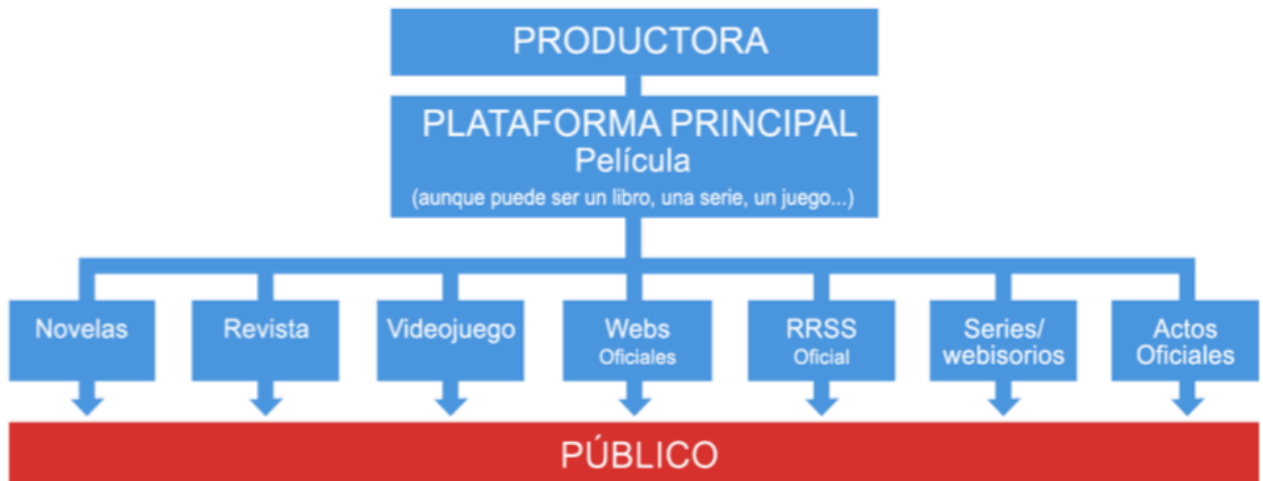 PRODUCTORA
PLATAFORMA PRINCIPAL
Película
(aunque puede ser un libro, una serie, un juego...)
Novelas
Revista
Videojuego
Webs
Oficiales
RRSS
Oficial
Series/
webisorios
Actos
Oficiales
PÚBLICO